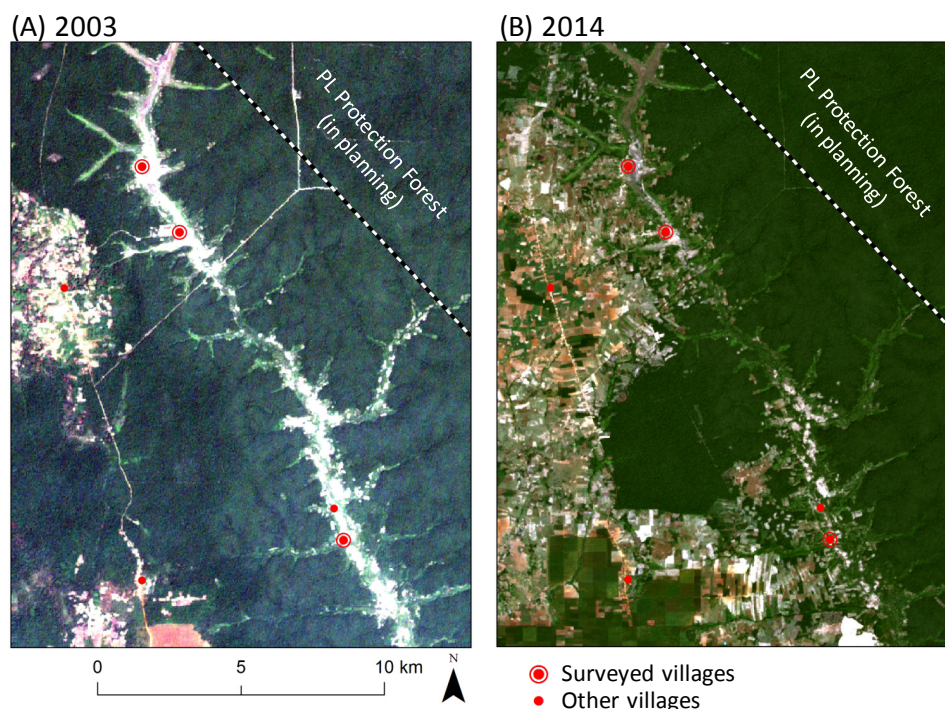 (A) 2003
(B) 2014
PL Protection Forest
(in planning)
PL Protection Forest
(in planning)
0 5 10 km
N
Surveyed villages
Other villages